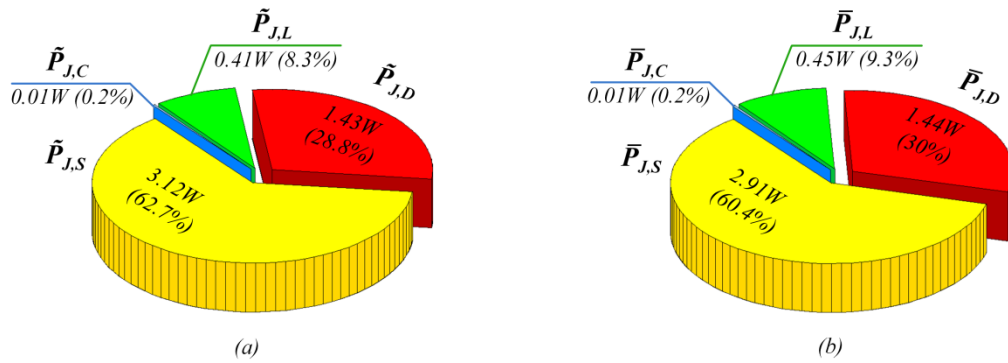 P̃J,L
0.41W (8.3%)
P̃J,C
0.01W (0.2%)
P̃J,D
1.43W
(28.8%)
P̃J,S
3.12W
(62.7%)
(a)
P̄J,L
0.45W (9.3%)
P̄J,C
0.01W (0.2%)
P̄J,D
1.44W
(30%)
P̄J,S
2.91W
(60.4%)
(b)